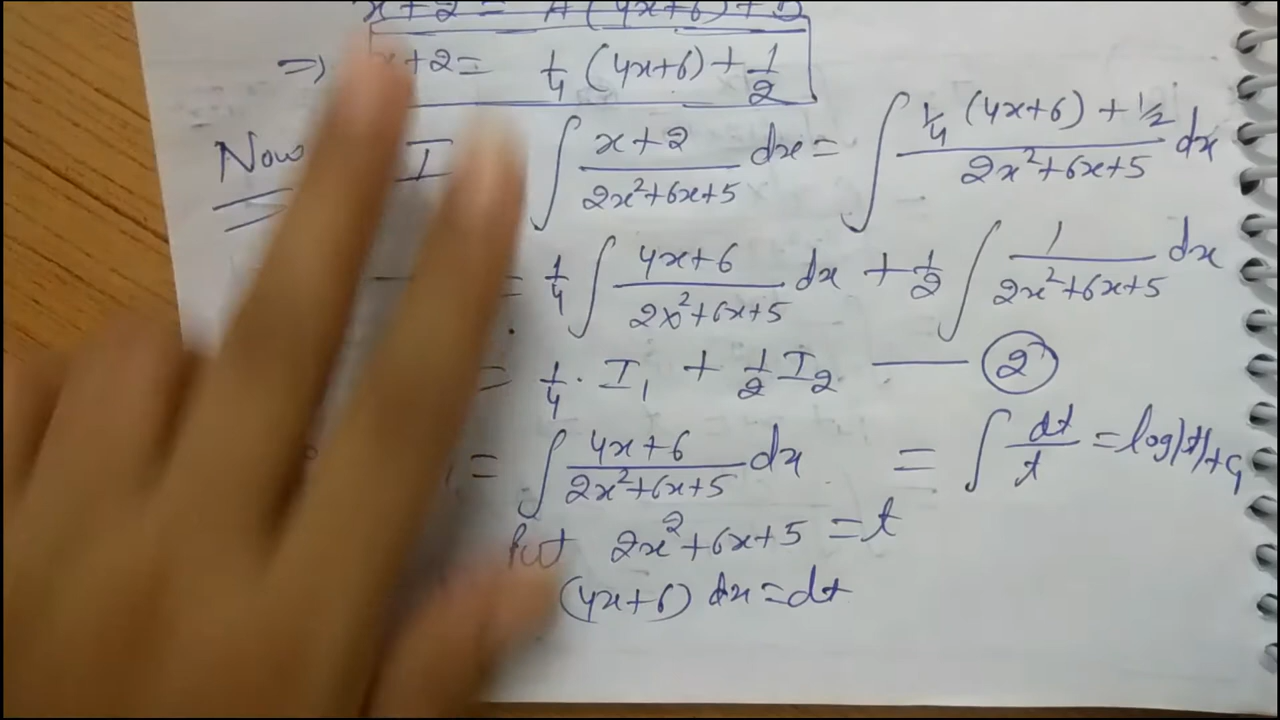 x+2 = A(4x+6)+B
=> x+2 = 1/4 (4x+6) + 1/2
Now I ∫ x+2 / 2x²+6x+5 dx = ∫ 1/4 (4x+6) + 1/2 / 2x²+6x+5 dx
= 1/4 ∫ 4x+6 / 2x²+6x+5 dx + 1/2 ∫ 1 / 2x²+6x+5 dx
= 1/4 . I₁ + 1/2 I₂ —— 2
= ∫ 4x+6 / 2x²+6x+5 dx = ∫ dt/t = log|t|+C₁
Put 2x²+6x+5 = t
(4x+6) dx = dt